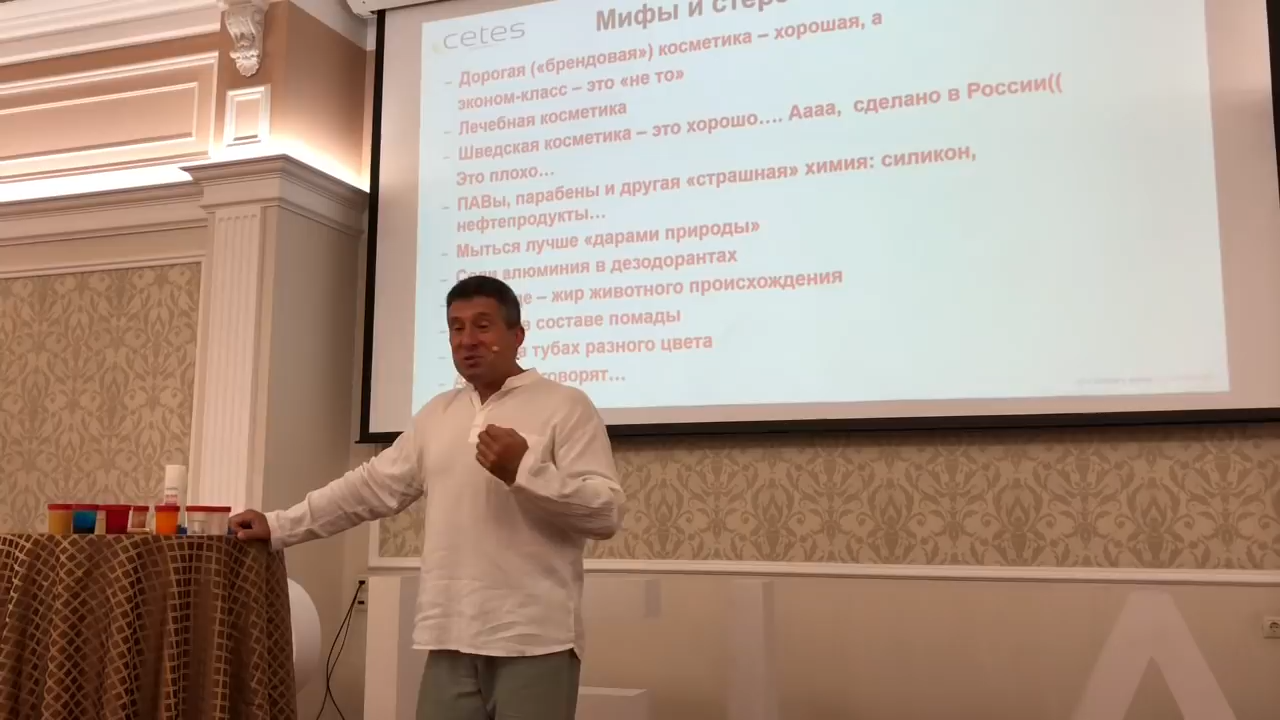 cetes
Мифы и
– Дорогая («брендовая») косметика – хорошая, а
эконом-класс – это «не то»
– Лечебная косметика
– Шведская косметика – это хорошо…. Аааа, сделано в России((
Это плохо…
– ПАВы, парабены и другая «страшная» химия: силикон,
нефтепродукты…
– Мыться лучше «дарами природы»
– алюминия в дезодорантах
– – жир животного происхождения
– в составе помады
– тубах разного цвета
– говорят…